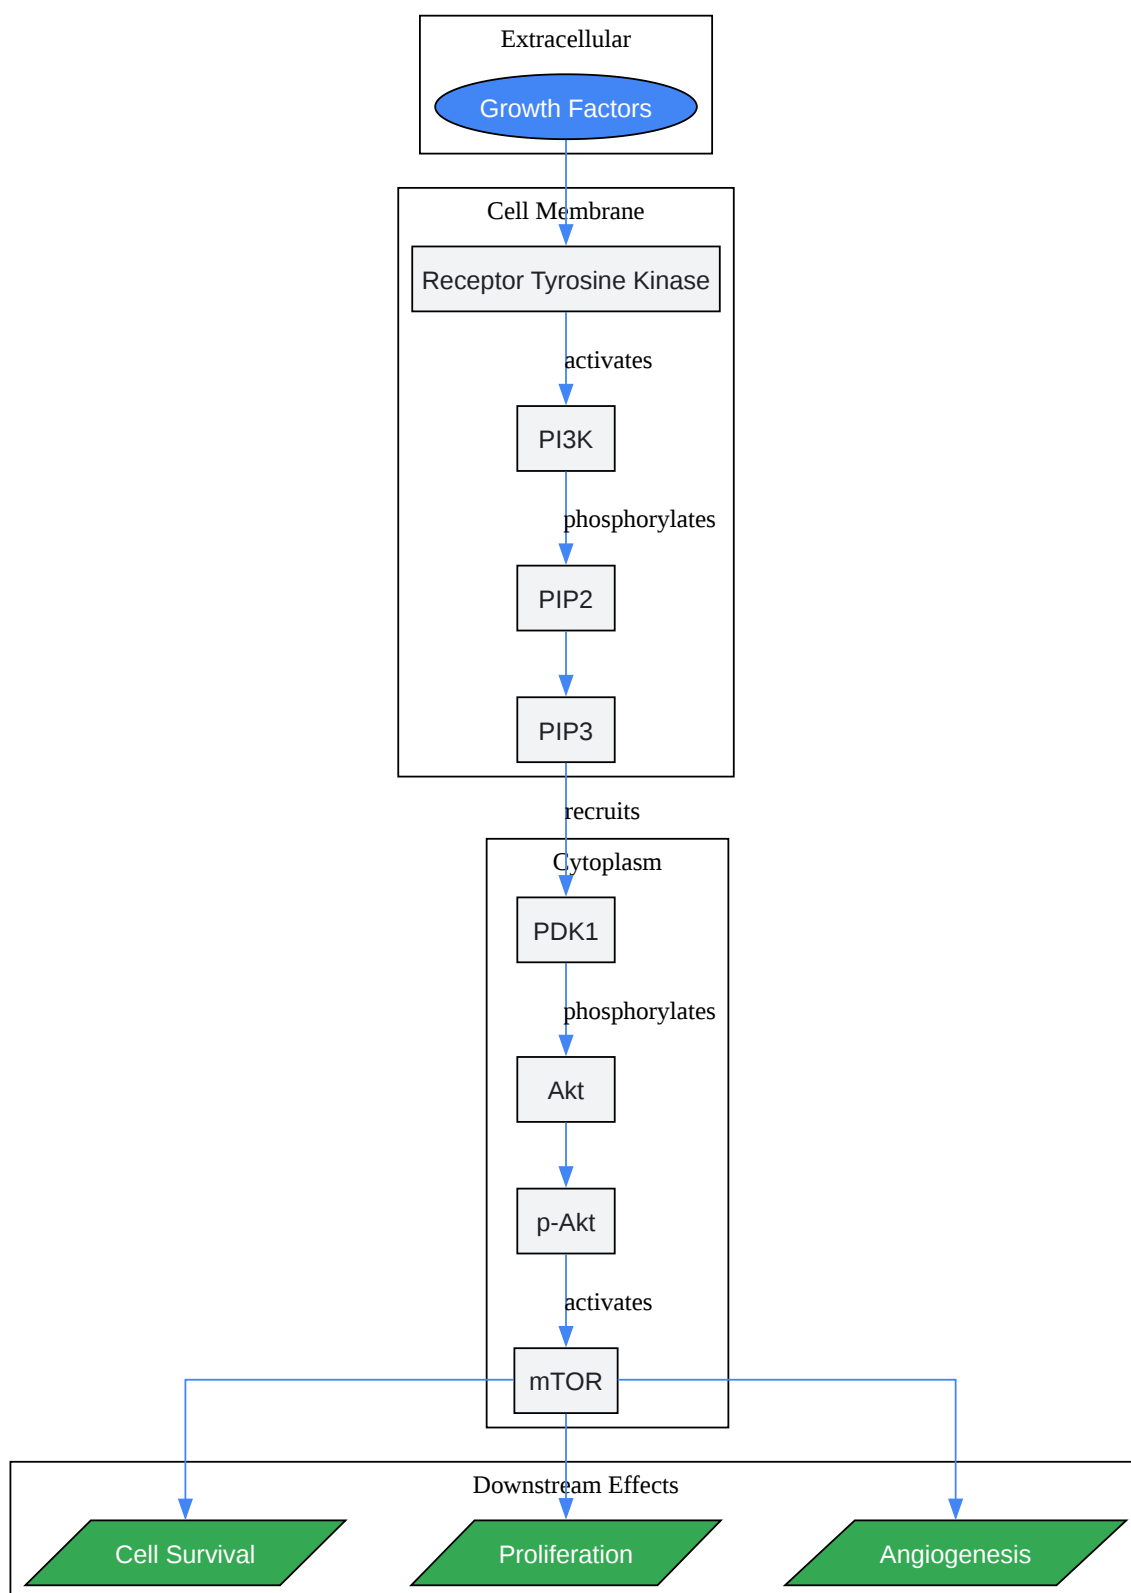 Extracellular
Growth Factors
Cell Membrane
Receptor Tyrosine Kinase
activates
PI3K
phosphorylates
PIP2
PIP3
recruits
Cytoplasm
PDK1
phosphorylates
Akt
p-Akt
activates
mTOR
Downstream Effects
Cell Survival
Proliferation
Angiogenesis